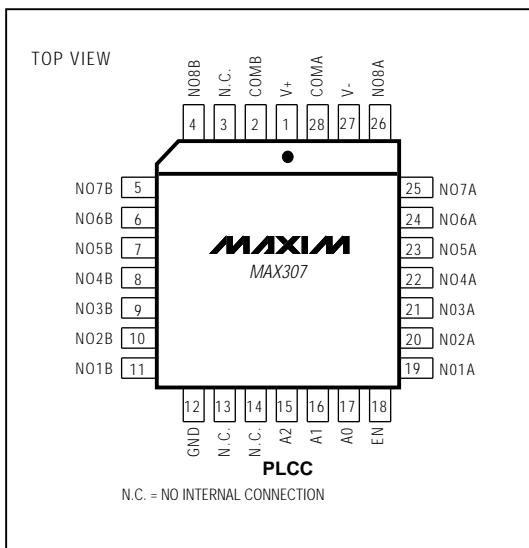 TOP VIEW
NO8B
N.C.
COMB
V+
COMA
V-
NO8A
4
3
2
1
28
27
26
NO7B 5
NO6B 6
NO5B 7
NO4B 8
NO3B 9
NO2B 10
NO1B 11
MAXIM
MAX307
25 NO7A
24 NO6A
23 NO5A
22 NO4A
21 NO3A
20 NO2A
19 NO1A
12
13
14
15
16
17
18
GND
N.C.
N.C.
A2
A1
A0
EN
PLCC
N.C. = NO INTERNAL CONNECTION